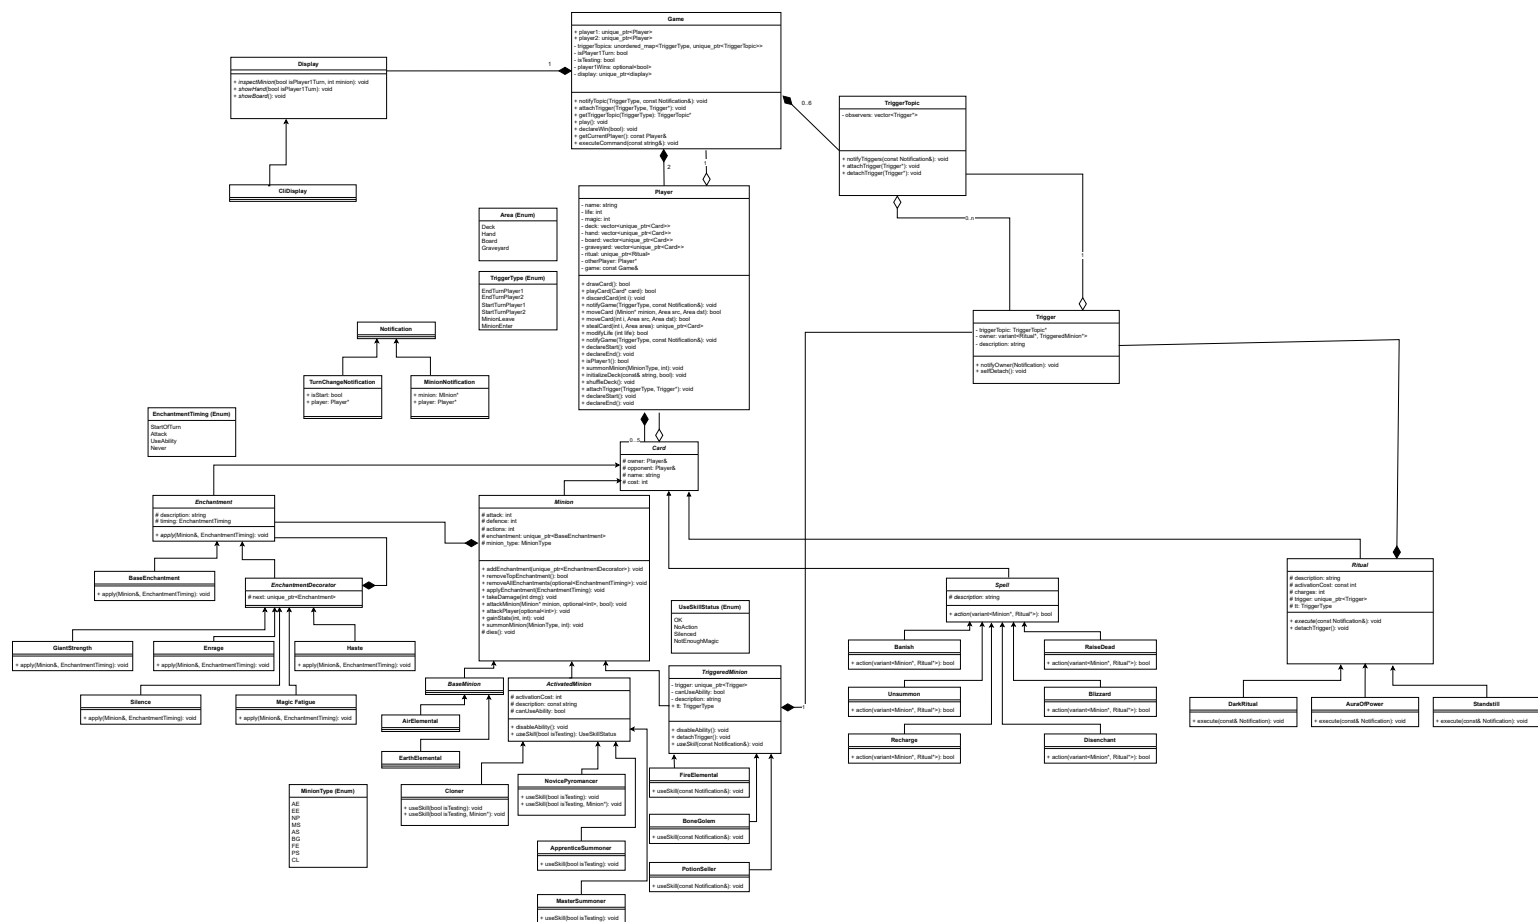 Game
+ player1: unique_ptr<Player>
+ player2: unique_ptr<Player>
- triggerTopics: unordered_map<TriggerType, unique_ptr<TriggerTopic>>
- isPlayer1Turn: bool
- isTesting: bool
- player1Wins: optional<bool>
- display: unique_ptr<display>
+ notifyTopic(TriggerType, const Notification&): void
+ attachTrigger(TriggerType, Trigger*): void
+ getTriggerTopic(TriggerType): TriggerTopic*
+ play(): void
+ declareWin(bool): void
+ getCurrentPlayer(): const Player&
+ executeCommand(const string&): void
Display
+ inspectMinion(bool isPlayer1Turn, int minion): void
+ showHand(bool isPlayer1Turn): void
+ showBoard(): void
1
CliDisplay
0..6
TriggerTopic
- observers: vector<Trigger*>
+ notifyTriggers(const Notification&): void
+ attachTrigger(Trigger*): void
+ detachTrigger(Trigger*): void
2
1
Player
- name: string
- life: int
- magic: int
- deck: vector<unique_ptr<Card>>
- hand: vector<unique_ptr<Card>>
- board: vector<unique_ptr<Card>>
- graveyard: vector<unique_ptr<Card>>
- ritual: unique_ptr<Ritual>
- otherPlayer: Player*
- game: const Game&
+ drawCard(): bool
+ playCard(Card* card): bool
+ discardCard(int i): void
+ notifyGame(TriggerType, const Notification&): void
+ moveCard (Minion* minion, Area src, Area dst): bool
+ moveCard(int i, Area src, Area dst): bool
+ stealCard(int i, Area area): unique_ptr<Card>
+ modifyLife (int life): bool
+ notifyGame(TriggerType, const Notification&): void
+ declareStart(): void
+ declareEnd(): void
+ isPlayer1(): bool
+ summonMinion(MinionType, int): void
+ initializeDeck(const& string, bool): void
+ shuffleDeck(): void
+ attachTrigger(TriggerType, Trigger*): void
+ declareStart(): void
+ declareEnd(): void
Area (Enum)
Deck
Hand
Board
Graveyard
TriggerType (Enum)
EndTurnPlayer1
EndTurnPlayer2
StartTurnPlayer1
StartTurnPlayer2
MinionLeave
MinionEnter
0..n
1
Trigger
- triggerTopic: TriggerTopic*
- owner: variant<Ritual*, TriggeredMinion*>
- description: string
+ notifyOwner(Notification): void
+ selfDetach(): void
Notification
TurnChangeNotification
+ isStart: bool
+ player: Player*
MinionNotification
+ minion: Minion*
+ player: Player*
EnchantmentTiming (Enum)
StartOfTurn
Attack
UseAbility
Never
0..5
Card
# owner: Player&
# opponent: Player&
# name: string
# cost: int
Enchantment
# description: string
# timing: EnchantmentTiming
+ apply(Minion&, EnchantmentTiming): void
BaseEnchantment
+ apply(Minion&, EnchantmentTiming): void
EnchantmentDecorator
# next: unique_ptr<Enchantment>
GiantStrength
+ apply(Minion&, EnchantmentTiming): void
Enrage
+ apply(Minion&, EnchantmentTiming): void
Haste
+ apply(Minion&, EnchantmentTiming): void
Silence
+ apply(Minion&, EnchantmentTiming): void
Magic Fatigue
+ apply(Minion&, EnchantmentTiming): void
Minion
# attack: int
# defence: int
# actions: int
# enchantment: unique_ptr<BaseEnchantment>
# minion_type: MinionType
+ addEnchantment(unique_ptr<EnchantmentDecorator>): void
+ removeTopEnchantment(): bool
+ removeAllEnchantments(optional<EnchantmentTiming>): void
+ applyEnchantment(EnchantmentTiming): void
+ takeDamage(int dmg): void
+ attackMinion(Minion* minion, optional<int>, bool): void
+ attackPlayer(optional<int>): void
+ gainStats(int, int): void
+ summonMinion(MinionType, int): void
# dies(): void
UseSkillStatus (Enum)
OK
NoAction
Silenced
NotEnoughMagic
BaseMinion
AirElemental
EarthElemental
ActivatedMinion
# activationCost: int
# description: const string
# canUseAbility: bool
+ disableAbility(): void
+ useSkill(bool isTesting): UseSkillStatus
TriggeredMinion
- trigger: unique_ptr<Trigger>
- canUseAbility: bool
- description: string
+ tt: TriggerType
+ disableAbility(): void
+ detachTrigger(): void
+ useSkill(const Notification&): void
1
Cloner
+ useSkill(bool isTesting): void
+ useSkill(bool isTesting, Minion*): void
NovicePyromancer
+ useSkill(bool isTesting): void
+ useSkill(bool isTesting, Minion*): void
ApprenticeSummoner
+ useSkill(bool isTesting): void
MasterSummoner
+ useSkill(bool isTesting): void
FireElemental
+ useSkill(const Notification&): void
BoneGolem
+ useSkill(const Notification&): void
PotionSeller
+ useSkill(const Notification&): void
MinionType (Enum)
AE
EE
NP
MS
AS
BG
FE
PS
CL
Spell
# description: string
+ action(variant<Minion*, Ritual*>): bool
Banish
+ action(variant<Minion*, Ritual*>): bool
RaiseDead
+ action(variant<Minion*, Ritual*>): bool
Unsummon
+ action(variant<Minion*, Ritual*>): bool
Blizzard
+ action(variant<Minion*, Ritual*>): bool
Recharge
+ action(variant<Minion*, Ritual*>): bool
Disenchant
+ action(variant<Minion*, Ritual*>): bool
Ritual
# description: string
# activationCost: const int
# charges: int
# trigger: unique_ptr<Trigger>
# tt: TriggerType
+ execute(const Notification&): void
+ detachTrigger(): void
DarkRitual
+ execute(const& Notification): void
AuraOfPower
+ execute(const& Notification): void
Standstill
+ execute(const& Notification): void